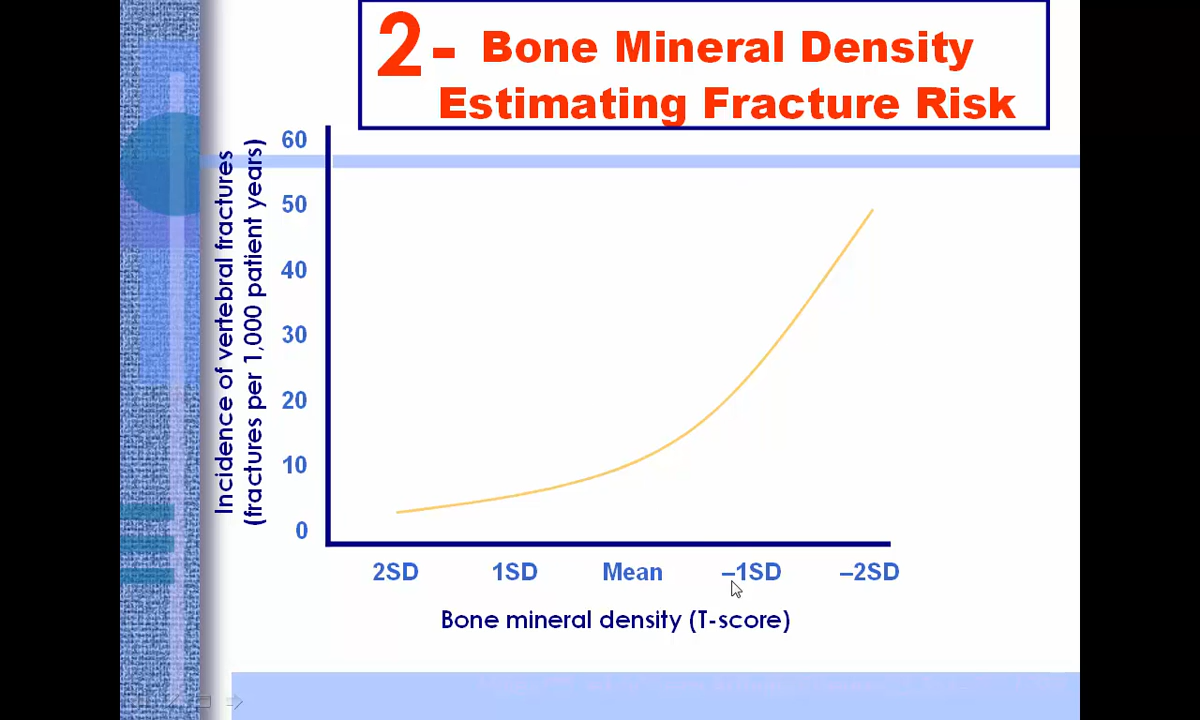 2- Bone Mineral Density
Estimating Fracture Risk
Incidence of vertebral fractures
(fractures per 1,000 patient years)
60
50
40
30
20
10
0
2SD 1SD Mean –1SD –2SD
Bone mineral density (T-score)